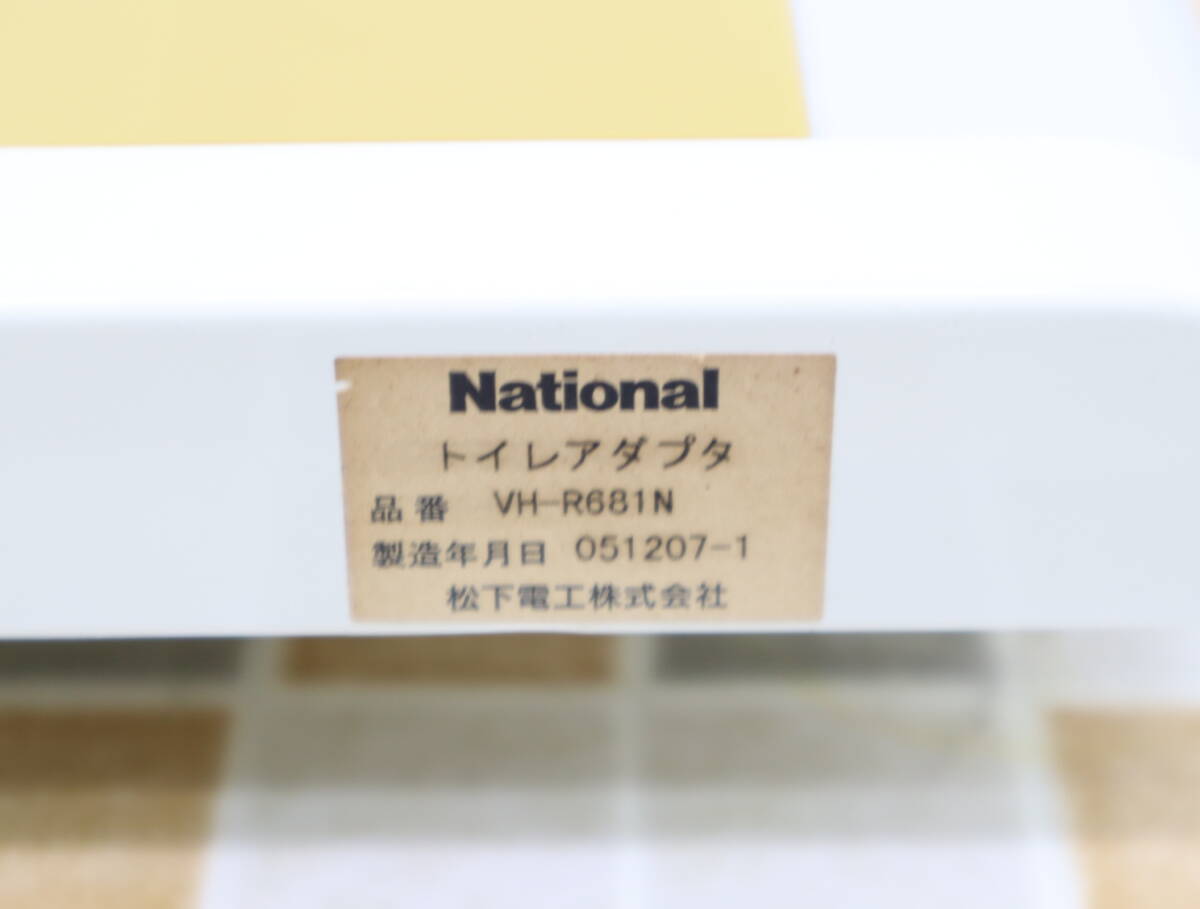 National
トイレアダプタ
品番 VH-R681N
製造年月日 051207-1
松下電工株式会社